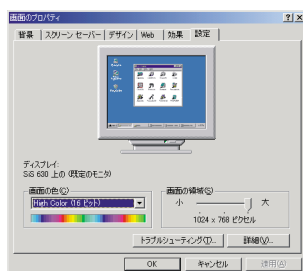 画面のプロパティ
背景 スクリーン セーバー デザイン Web 効果 設定
ディスプレイ:
SiS 630 上の (既定のモニタ)
画面の色(C)
High Color (16 ビット)
画面の領域(S)
小 大
1024 x 768 ピクセル
トラブルシューティング(T)... 詳細(V)...
OK キャンセル 適用(A)